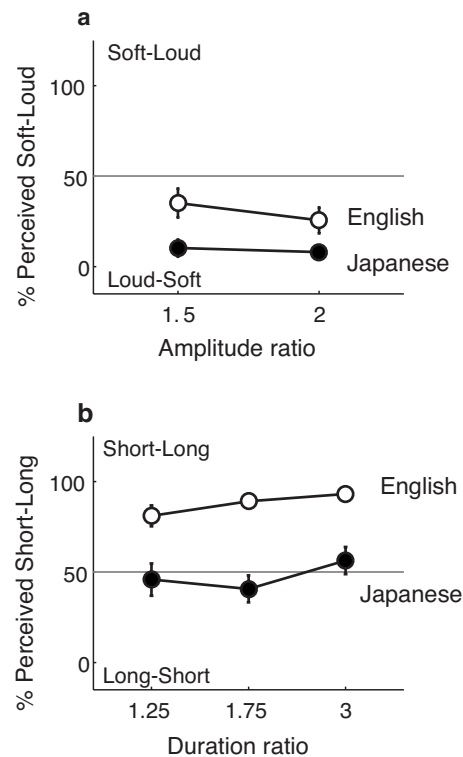 a
Soft-Loud
100
50
0
% Perceived Soft-Loud
English
Japanese
Loud-Soft
1.5 2
Amplitude ratio
b
Short-Long
100
50
0
% Perceived Short-Long
English
Japanese
Long-Short
1.25 1.75 3
Duration ratio